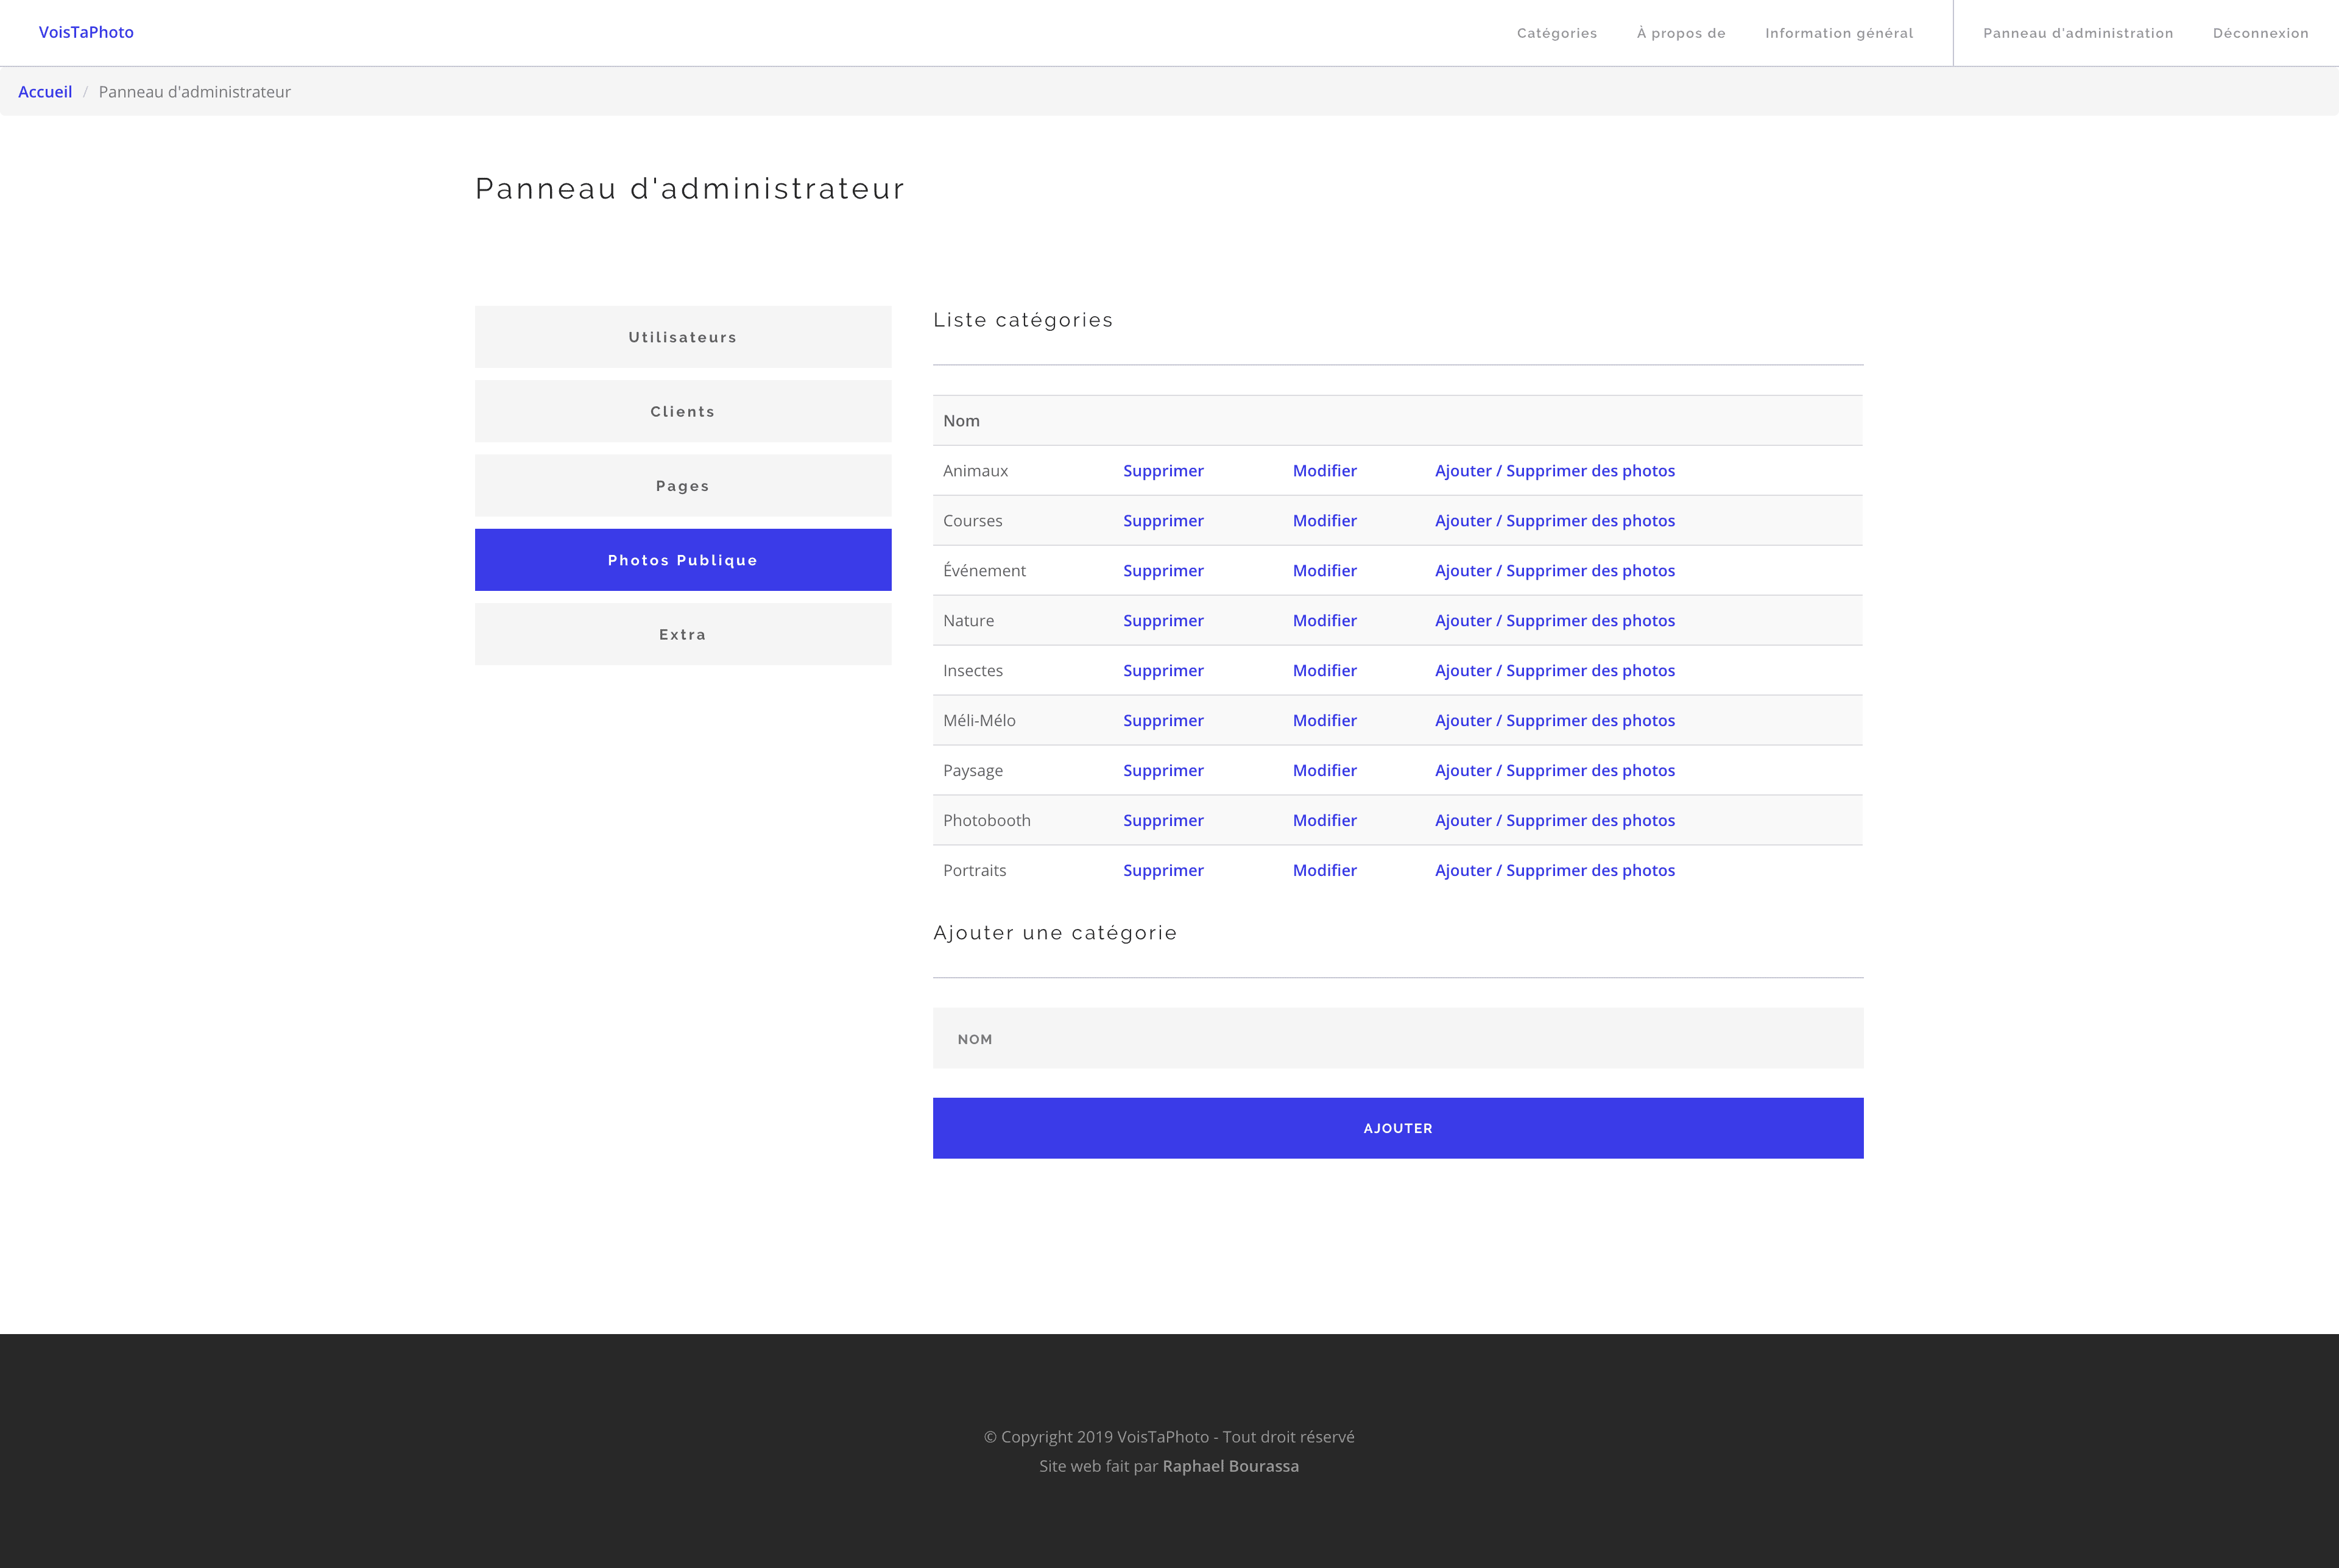 VoisTaPhoto Catégories À propos de Information général Panneau d'administration Déconnexion
Accueil / Panneau d'administrateur
Panneau d'administrateur
Utilisateurs
Clients
Pages
Photos Publique
Extra
Liste catégories
Nom
Animaux Supprimer Modifier Ajouter / Supprimer des photos
Courses Supprimer Modifier Ajouter / Supprimer des photos
Événement Supprimer Modifier Ajouter / Supprimer des photos
Nature Supprimer Modifier Ajouter / Supprimer des photos
Insectes Supprimer Modifier Ajouter / Supprimer des photos
Méli-Mélo Supprimer Modifier Ajouter / Supprimer des photos
Paysage Supprimer Modifier Ajouter / Supprimer des photos
Photobooth Supprimer Modifier Ajouter / Supprimer des photos
Portraits Supprimer Modifier Ajouter / Supprimer des photos
Ajouter une catégorie
NOM
AJOUTER
© Copyright 2019 VoisTaPhoto - Tout droit réservé
Site web fait par Raphael Bourassa